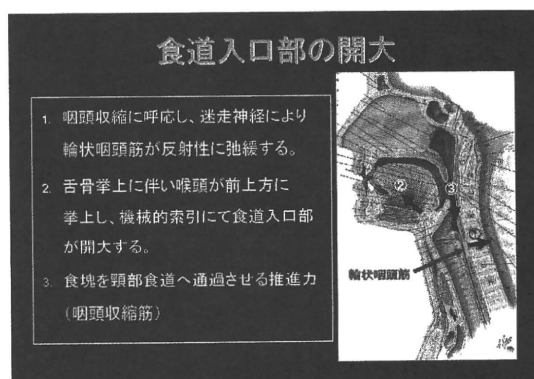 食道入口部の開大
1. 咽頭収縮に呼応し、迷走神経により
輪状咽頭筋が反射性に弛緩する。
2. 舌骨挙上に伴い喉頭が前上方に
挙上し、機械的索引にて食道入口部
が開大する。
3. 食塊を頸部食道へ通過させる推進力
(咽頭収縮筋)
②
③
①
輪状咽頭筋